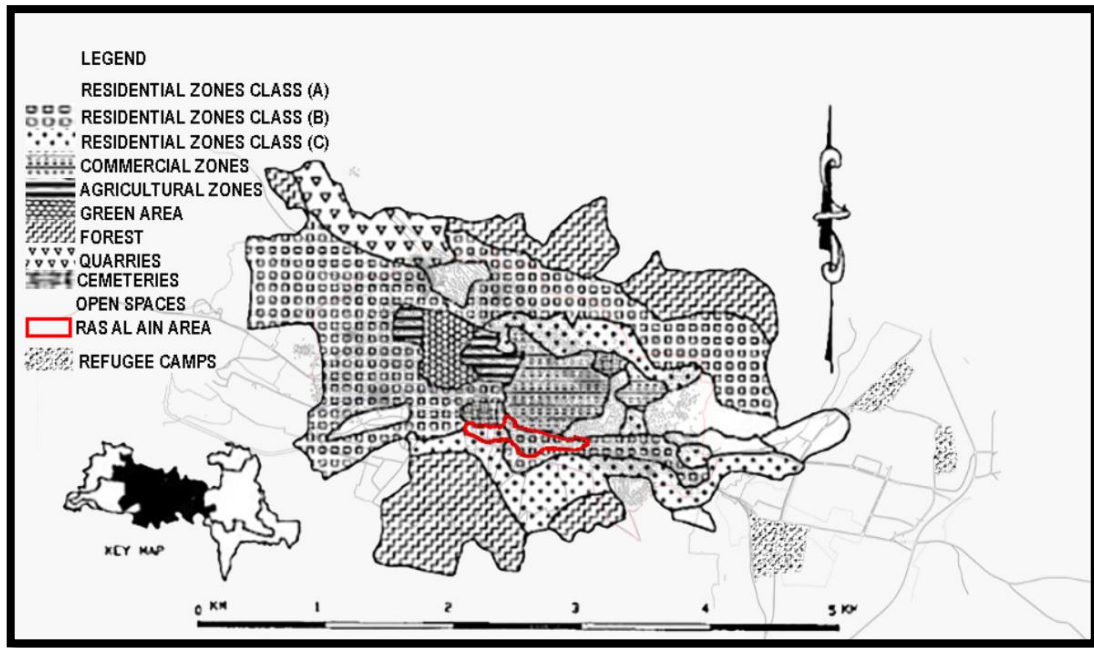 LEGEND
RESIDENTIAL ZONES CLASS (A)
RESIDENTIAL ZONES CLASS (B)
RESIDENTIAL ZONES CLASS (C)
COMMERCIAL ZONES
AGRICULTURAL ZONES
GREEN AREA
FOREST
QUARRIES
CEMETERIES
OPEN SPACES
RAS AL AIN AREA
REFUGEE CAMPS
KEY MAP
0 KM 1 2 3 4 5 KM